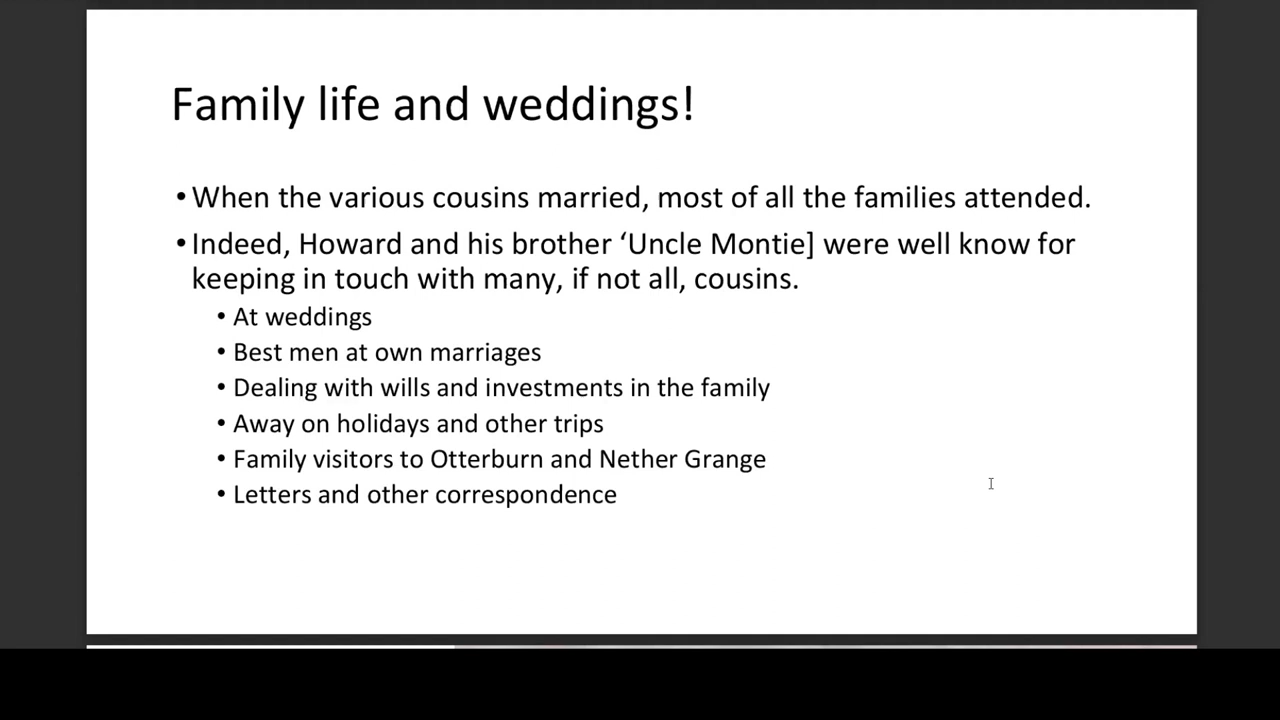 Family life and weddings!
•When the various cousins married, most of all the families attended.
•Indeed, Howard and his brother ‘Uncle Montie] were well know for
keeping in touch with many, if not all, cousins.
• At weddings
• Best men at own marriages
• Dealing with wills and investments in the family
• Away on holidays and other trips
• Family visitors to Otterburn and Nether Grange
• Letters and other correspondence